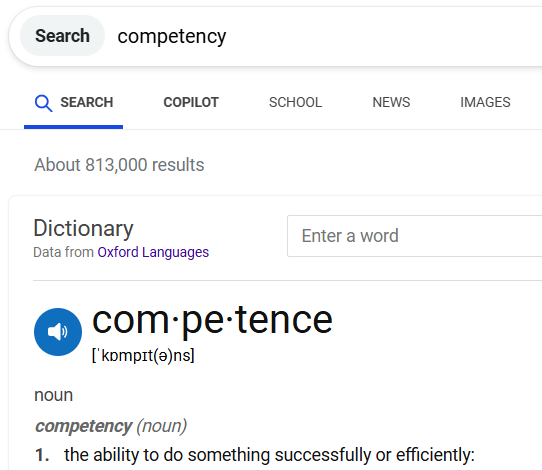 Search competency
SEARCH COPILOT SCHOOL NEWS IMAGES
About 813,000 results
Dictionary
Enter a word
Data from Oxford Languages
com·pe·tence
[ˈkɒmpɪt(ə)ns]
noun
competency (noun)
1. the ability to do something successfully or efficiently: